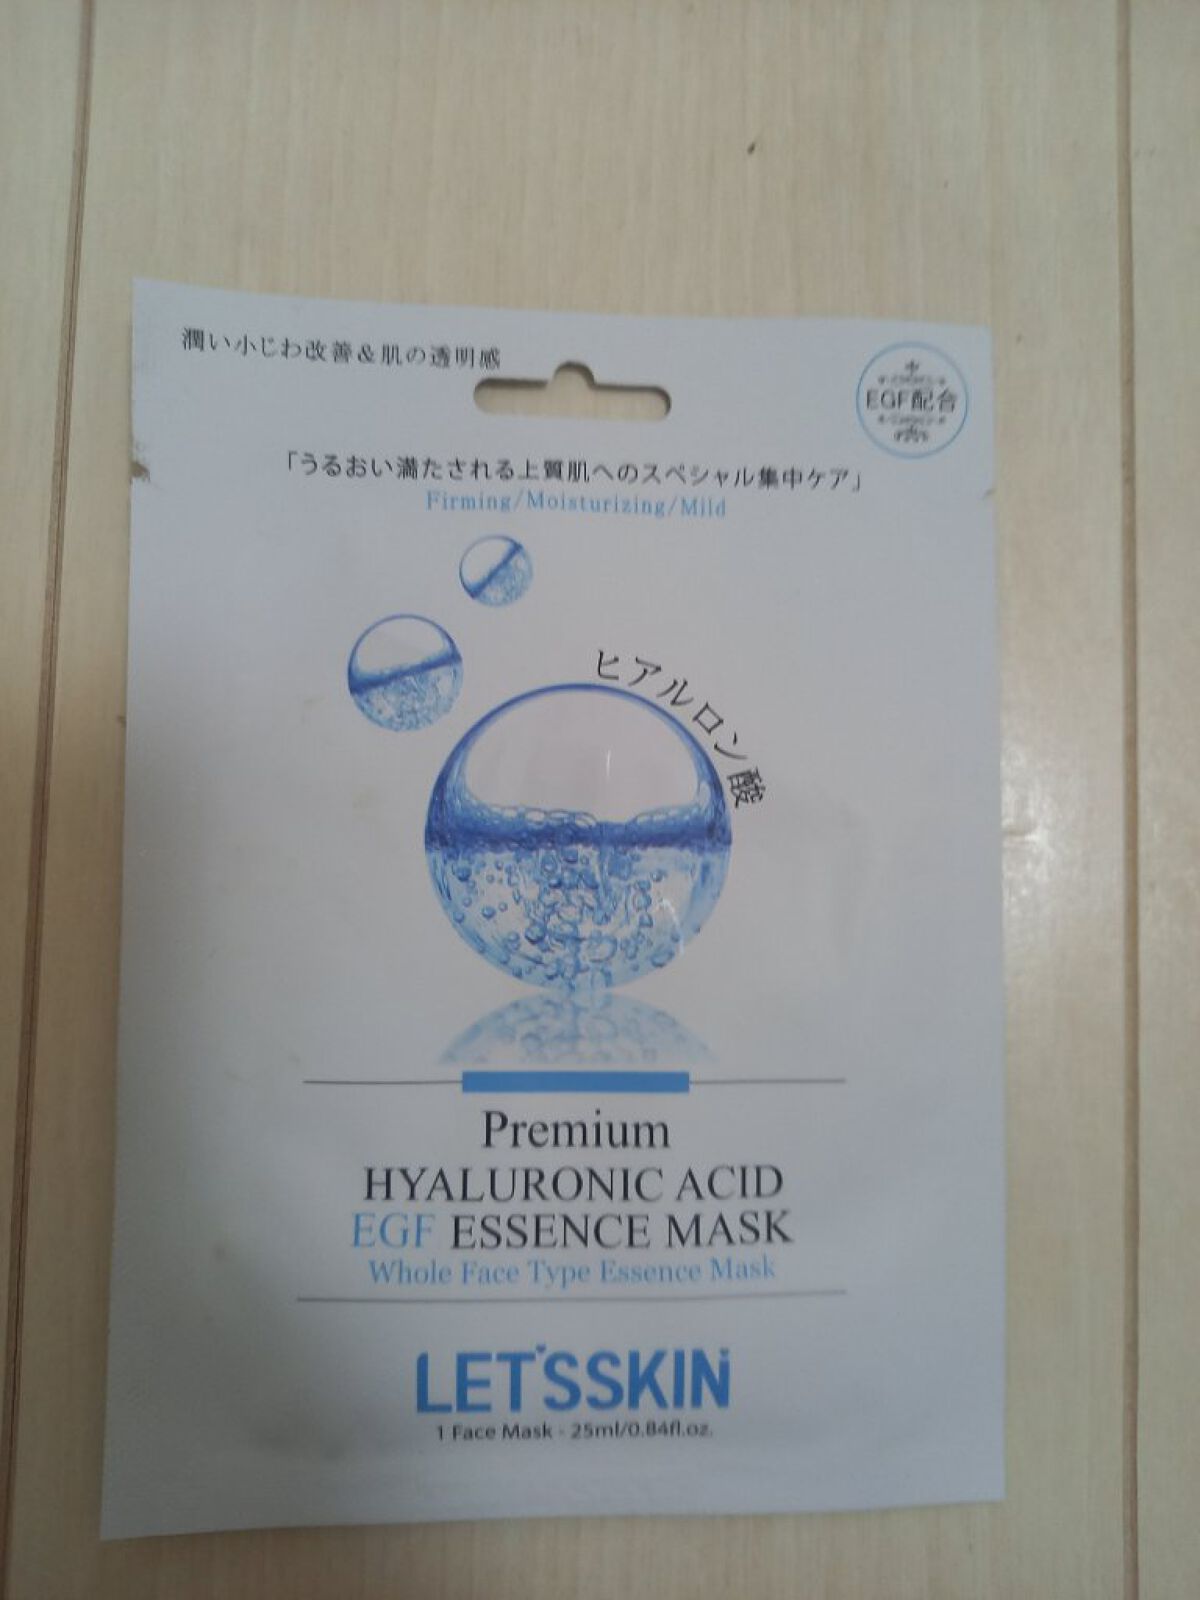 潤い小じわ改善&肌の透明感
EGF配合
「うるおい満たされる上質肌へのスペシャル集中ケア」
Firming/Moisturizing/Mild
ヒアルロン酸
Premium
HYALURONIC ACID
EGF ESSENCE MASK
Whole Face Type Essence Mask
LET'SSKIN
1 Face Mask - 25ml/0.84fl.oz.